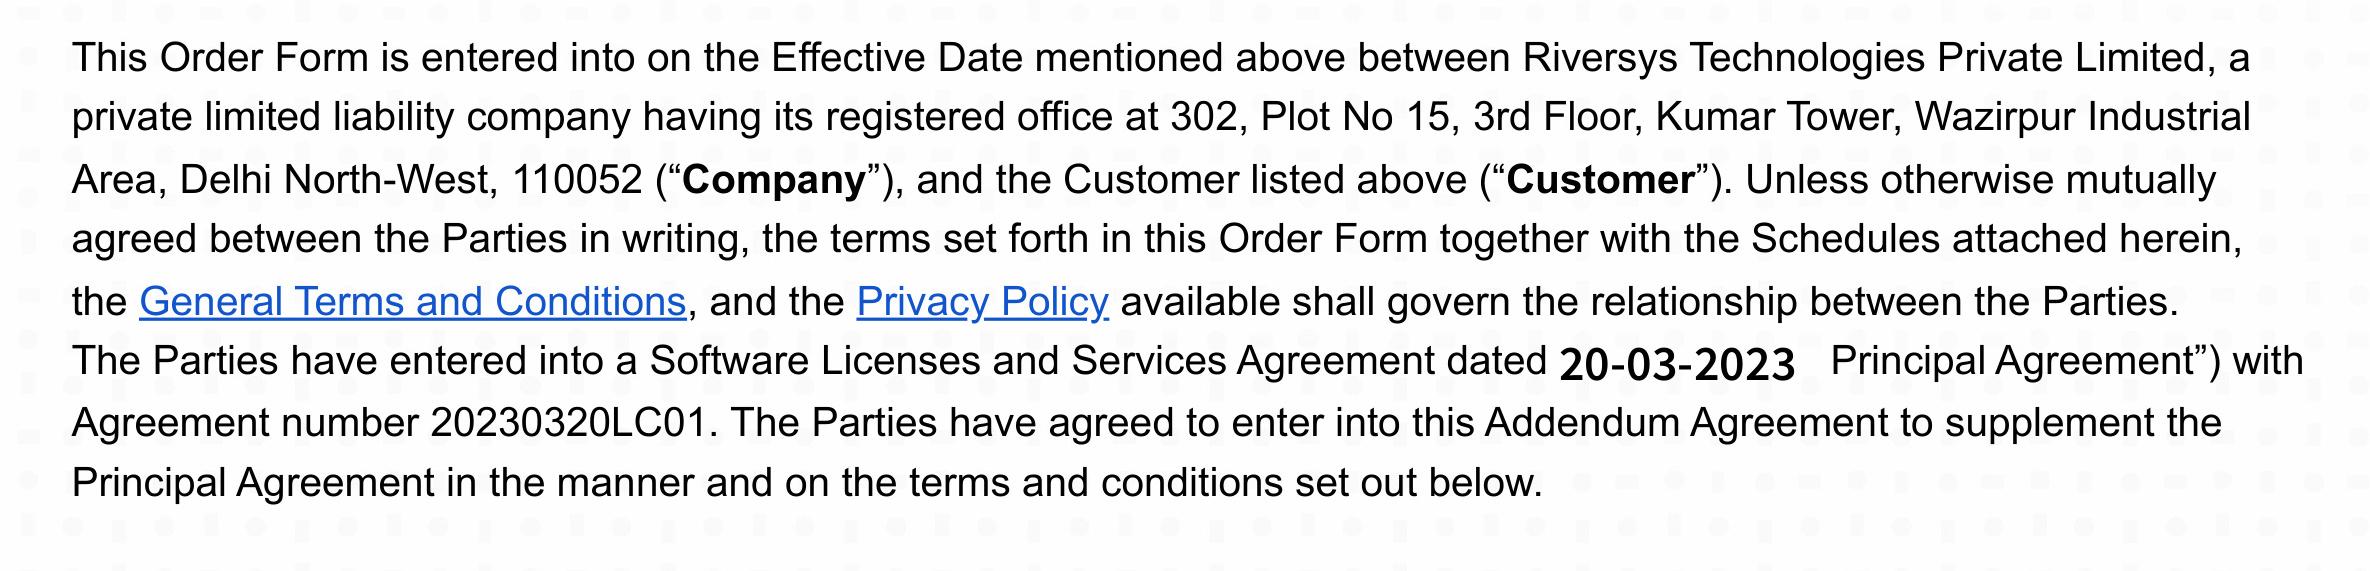 This Order Form is entered into on the Effective Date mentioned above between Riversys Technologies Private Limited, a
private limited liability company having its registered office at 302, Plot No 15, 3rd Floor, Kumar Tower, Wazirpur Industrial
Area, Delhi North-West, 110052 (“Company”), and the Customer listed above (“Customer”). Unless otherwise mutually
agreed between the Parties in writing, the terms set forth in this Order Form together with the Schedules attached herein,
the General Terms and Conditions, and the Privacy Policy available shall govern the relationship between the Parties.
The Parties have entered into a Software Licenses and Services Agreement dated 20-03-2023 Principal Agreement”) with
Agreement number 20230320LC01. The Parties have agreed to enter into this Addendum Agreement to supplement the
Principal Agreement in the manner and on the terms and conditions set out below.